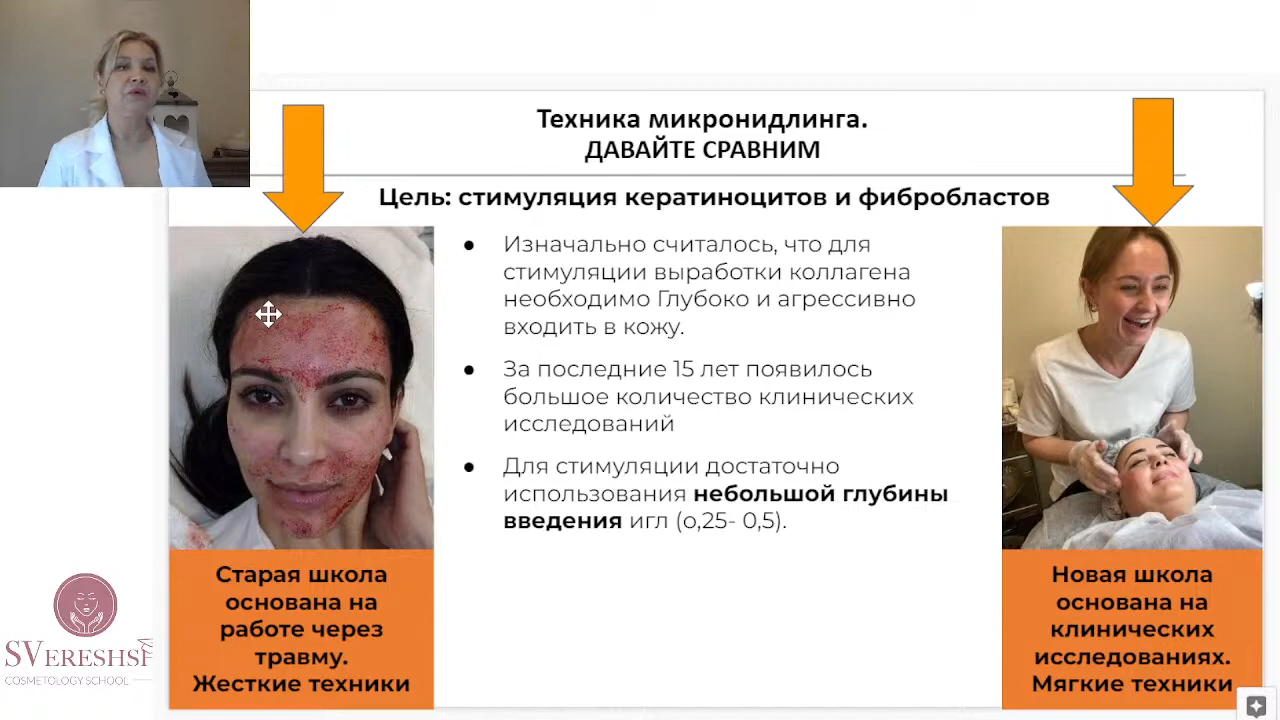 Техника микронидлинга.
ДАВАЙТЕ СРАВНИМ
Цель: стимуляция кератиноцитов и фибробластов
● Изначально считалось, что для
стимуляции выработки коллагена
необходимо Глубоко и агрессивно
входить в кожу.
● За последние 15 лет появилось
большое количество клинических
исследований
● Для стимуляции достаточно
использования небольшой глубины
введения игл (о,25- 0,5).
Старая школа
основана на
работе через
травму.
Жесткие техники
Новая школа
основана на
клинических
исследованиях.
Мягкие техники
COSMETOLOGY SCHOOL